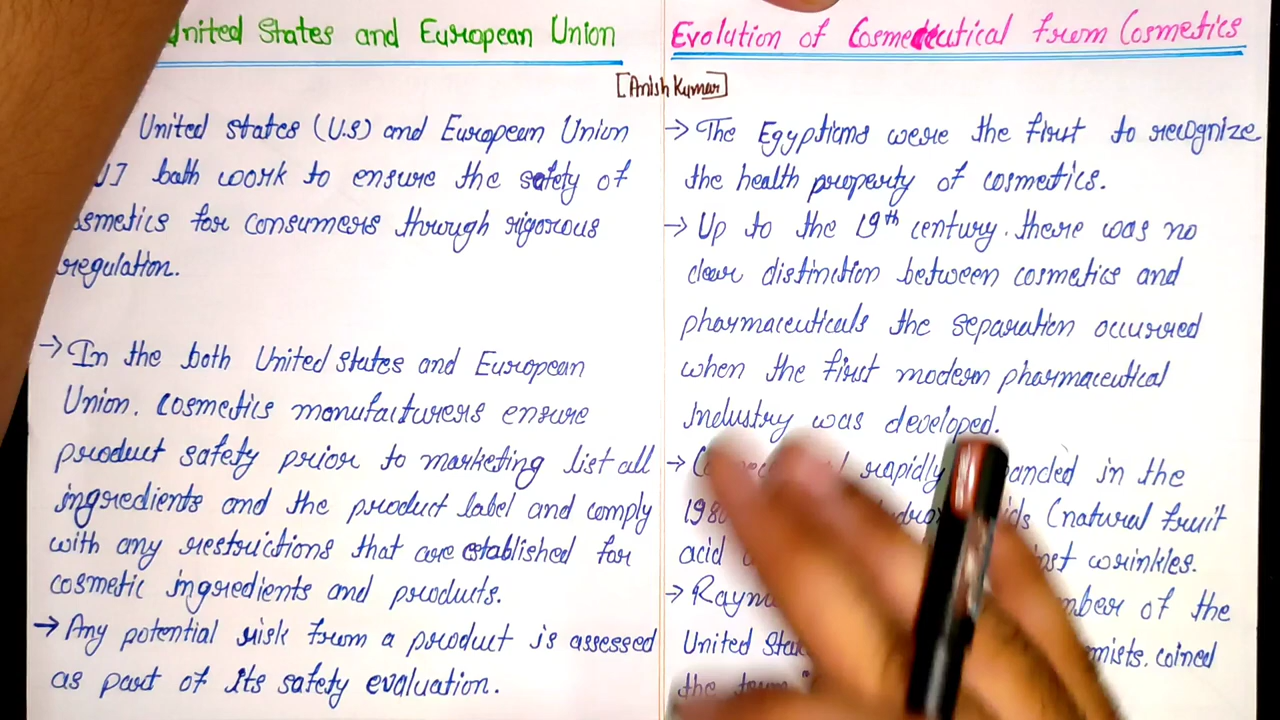 United States and European Union
United States (U.S) and European Union
both work to ensure the safety of
for consumers through rigorous
regulation.
→ In the both United States and European
Union. cosmetics manufacturers ensure
product safety prior to marketing list all
ingredients and the product label and comply
with any restrictions that are established for
cosmetic ingredients and products.
→ Any potential risk from a product is assessed
as part of its safety evaluation.
Evolution of Cosmeceutical from Cosmetics
[Anish Kumar]
→ The Egyptians were the first to recognize
the health property of cosmetics.
→ Up to the 19th century. there was no
clear distinction between cosmetics and
pharmaceuticals the separation occurred
when the first modern pharmaceutical
Industry was developed.
→ rapidly in the
(natural fruit
acid wrinkles.
→ of the
United coined
the term